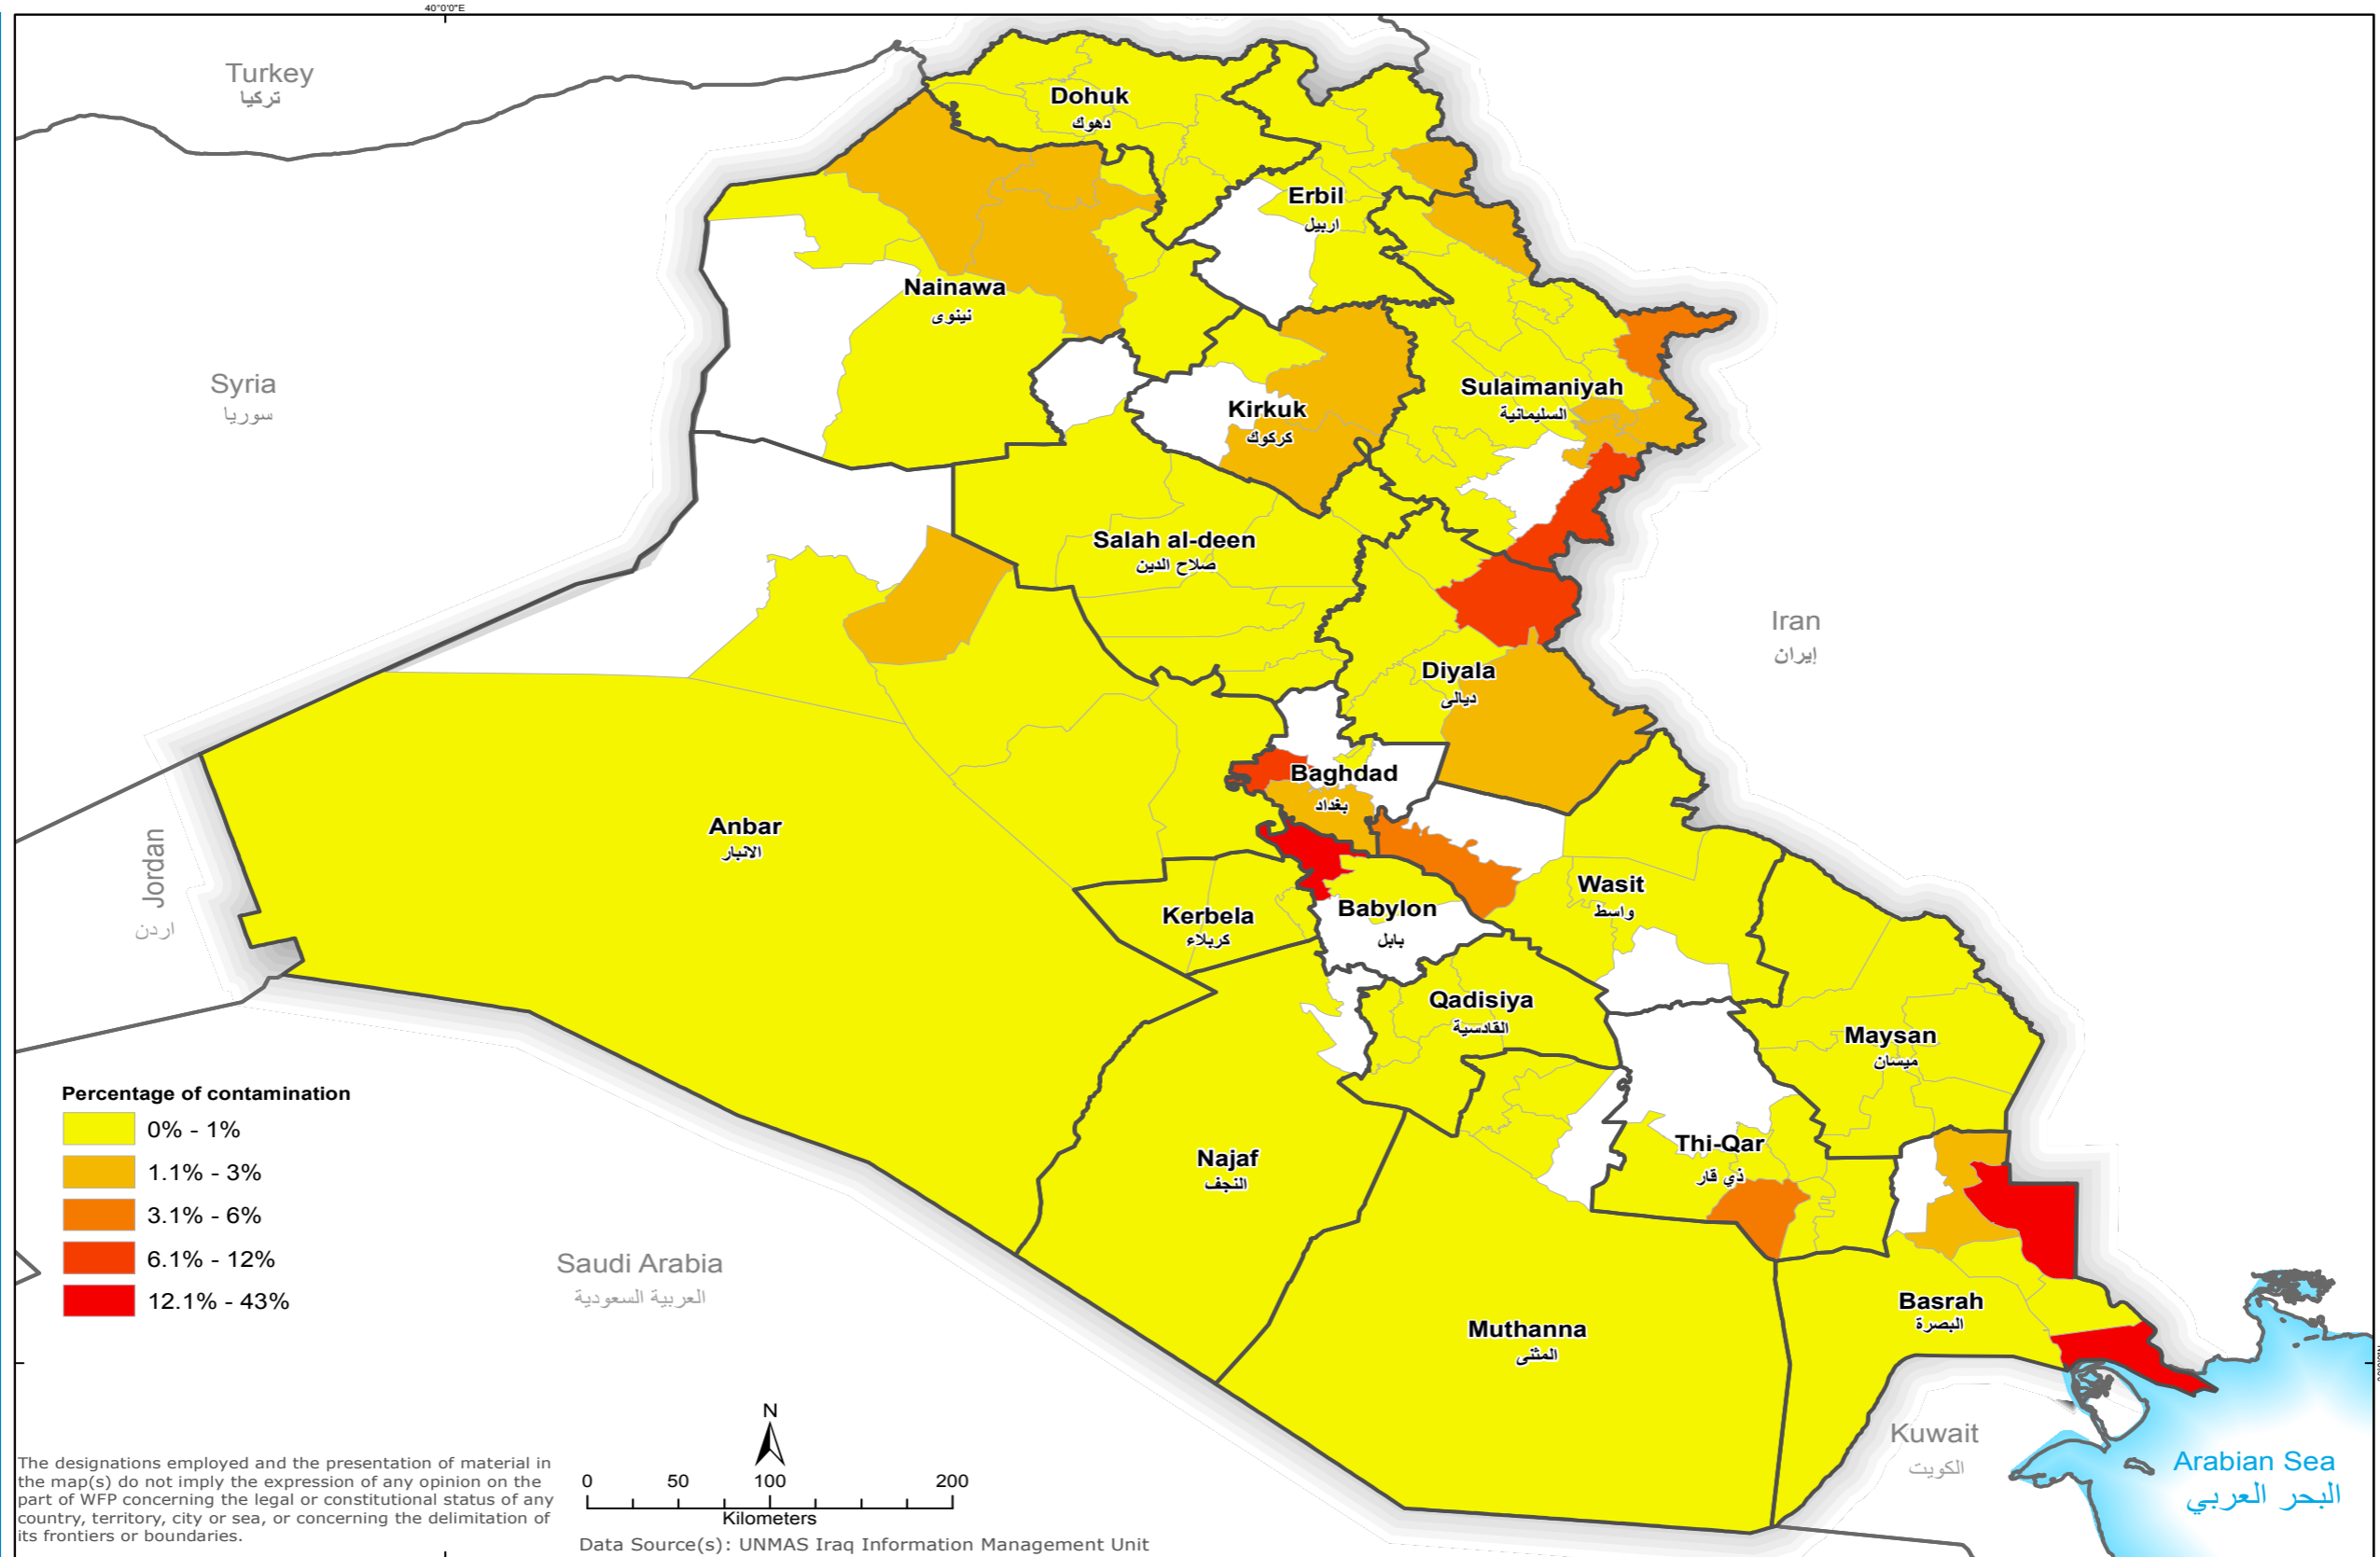 40°0'0"E
Turkey
تركيا
Dohuk
دهوك
Erbil
اربيل
Nainawa
نينوى
Syria
سوريا
Sulaimaniyah
السليمانية
Kirkuk
كركوك
Salah al-deen
صلاح الدين
Iran
إيران
Diyala
ديالى
Baghdad
بغداد
Anbar
الانبار
Jordan
اردن
Wasit
واسط
Kerbela
كربلاء
Babylon
بابل
Qadisiya
القادسية
Maysan
ميسان
Percentage of contamination
0% - 1%
1.1% - 3%
3.1% - 6%
6.1% - 12%
12.1% - 43%
Najaf
النجف
Thi-Qar
ذي قار
Saudi Arabia
العربية السعودية
Basrah
البصرة
Muthanna
المثنى
Kuwait
الكويت
Arabian Sea
البحر العربي
N
0 50 100 200
Kilometers
The designations employed and the presentation of material in
the map(s) do not imply the expression of any opinion on the
part of WFP concerning the legal or constitutional status of any
country, territory, city or sea, or concerning the delimitation of
its frontiers or boundaries.
Data Source(s): UNMAS Iraq Information Management Unit